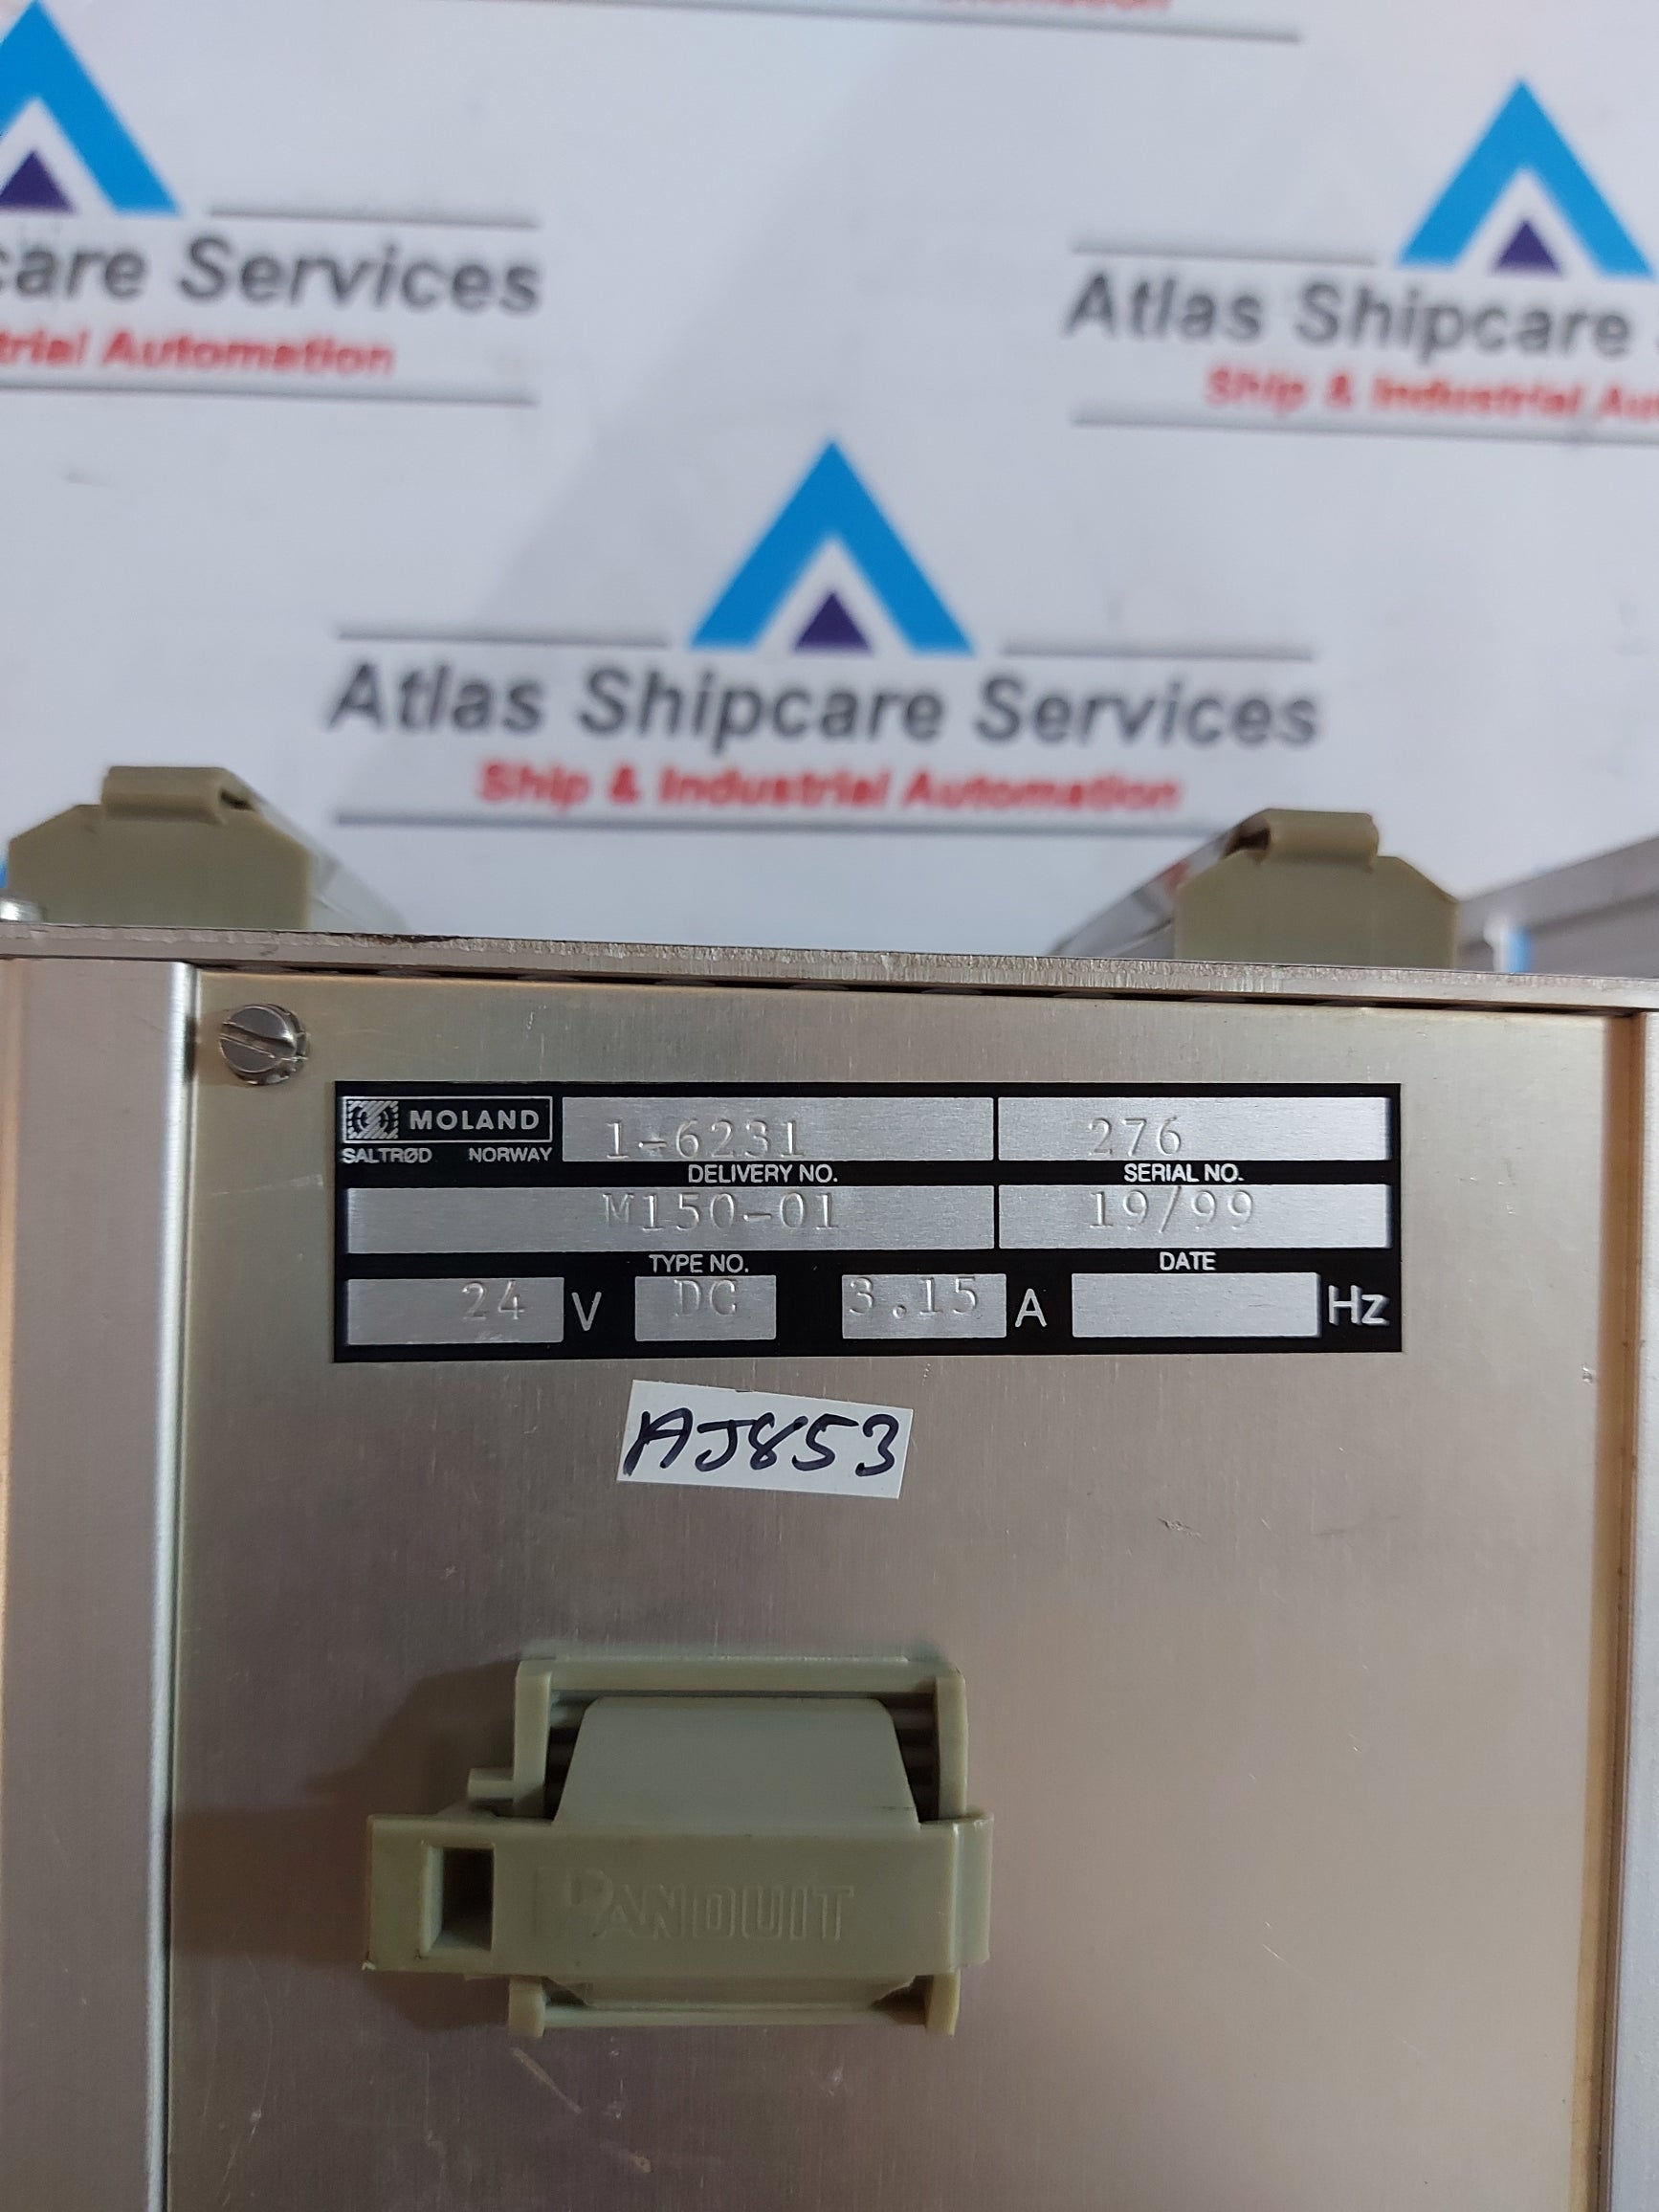 tomation
care Services
trial Automation
Atlas Shipcare
Ship & Industrial Au
Atlas Shipcare Services
Ship & Industrial Automation
MOLAND
SALTRØD NORWAY
1-6231
DELIVERY NO.
276
SERIAL NO.
M150-01
TYPE NO.
19/99
DATE
24 V DC 3.15 A Hz
AJ853
PANDUIT